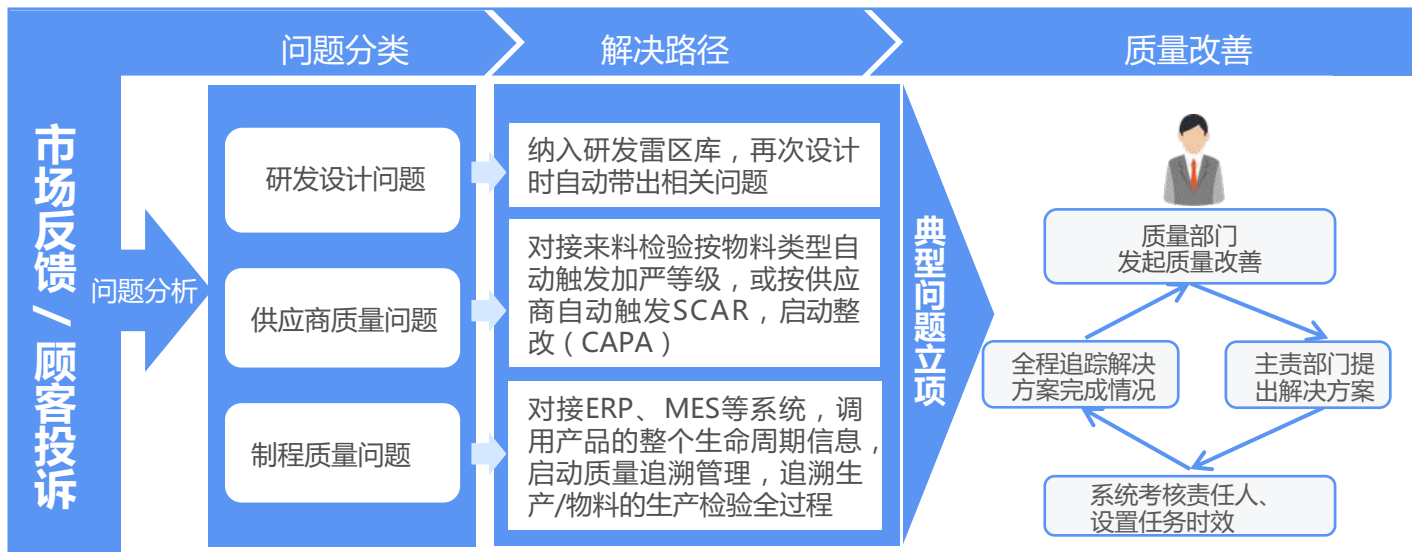 问题分类
解决路径
质量改善
市场反馈/顾客投诉
问题分析
研发设计问题
供应商质量问题
制程质量问题
纳入研发雷区库，再次设计
时自动带出相关问题
对接来料检验按物料类型自
动触发加严等级，或按供应
商自动触发SCAR，启动整
改（CAPA）
对接ERP、MES等系统，调
用产品的整个生命周期信息，
启动质量追溯管理，追溯生
产/物料的生产检验全过程
典型问题立项
质量部门
发起质量改善
全程追踪解决
方案完成情况
主责部门提
出解决方案
系统考核责任人、
设置任务时效